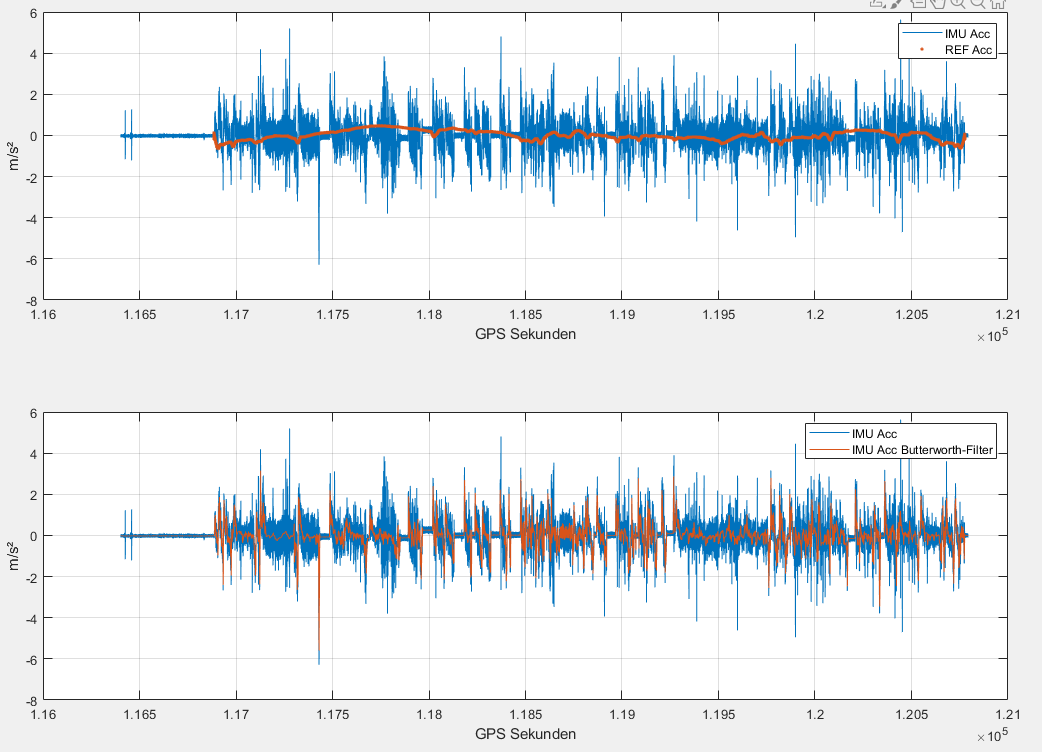 6
4
2
0
-2
-4
-6
-8
m/s²
IMU Acc
REF Acc
1.16 1.165 1.17 1.175 1.18 1.185 1.19 1.195 1.2 1.205 1.21
GPS Sekunden
×10⁵
6
4
2
0
-2
-4
-6
-8
m/s²
IMU Acc
IMU Acc Butterworth-Filter
1.16 1.165 1.17 1.175 1.18 1.185 1.19 1.195 1.2 1.205 1.21
GPS Sekunden
×10⁵